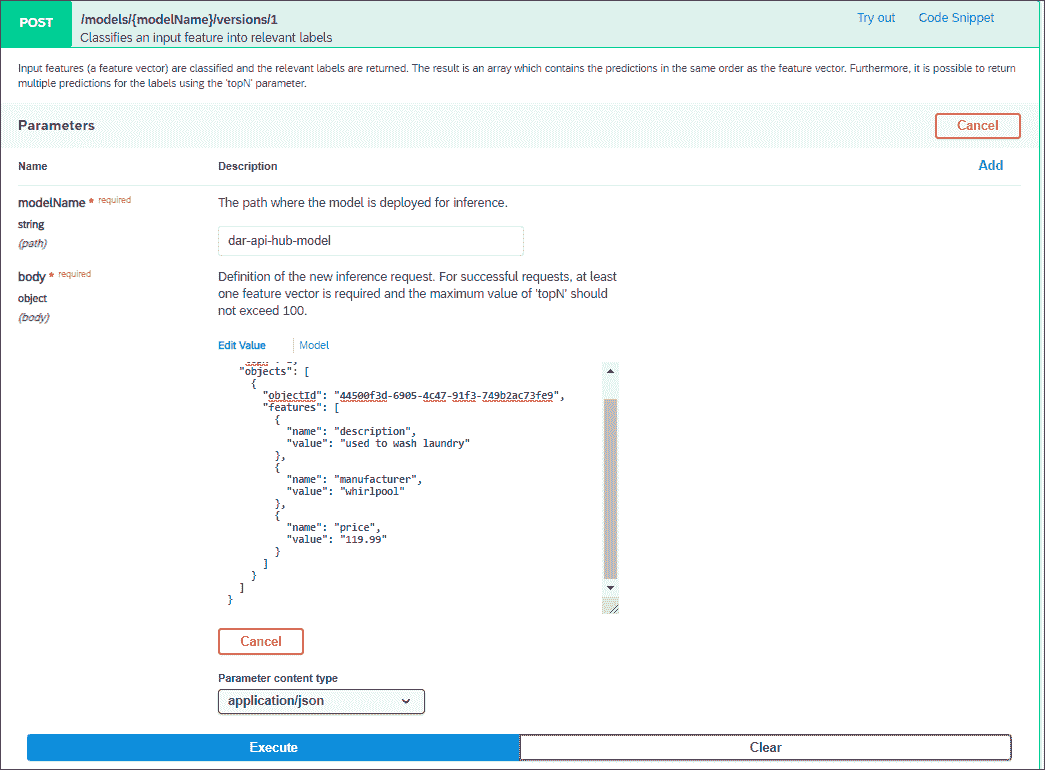 POST
/models/{modelName}/versions/1
Try out
Code Snippet
Classifies an input feature into relevant labels
Input features (a feature vector) are classified and the relevant labels are returned. The result is an array which contains the predictions in the same order as the feature vector. Furthermore, it is possible to return
multiple predictions for the labels using the 'topN' parameter.
Parameters
Cancel
Name
Description
Add
modelName * required
The path where the model is deployed for inference.
string
(path)
dar-api-hub-model
body * required
Definition of the new inference request. For successful requests, at least
one feature vector is required and the maximum value of 'topN' should
not exceed 100.
object
(body)
Edit Value
Model
"objects": [
{
"objectId": "44500f3d-6905-4c47-91f3-749b2ac73fe9",
"features": [
{
"name": "description",
"value": "used to wash laundry"
},
{
"name": "manufacturer",
"value": "whirlpool"
},
{
"name": "price",
"value": "119.99"
}
]
}
]
}
Cancel
Parameter content type
application/json
Execute
Clear